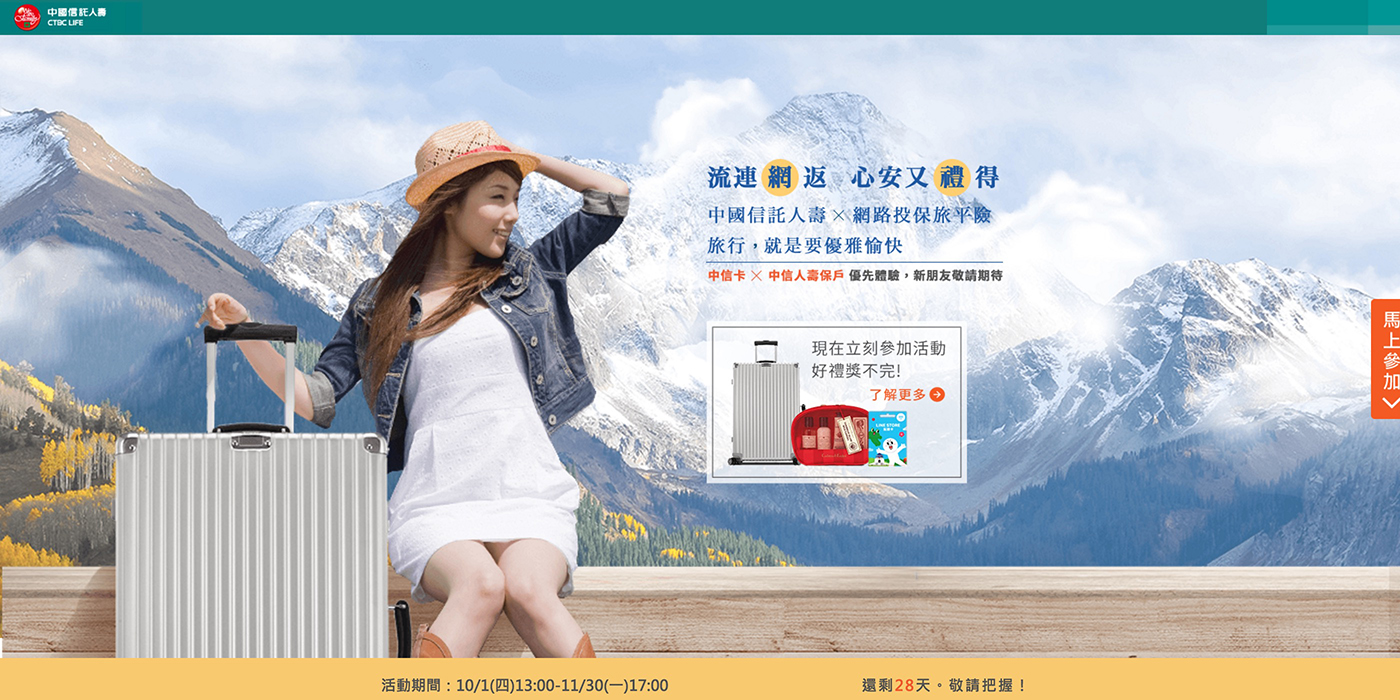 中國信託人壽
CTBC LIFE
流連網返 心安又禮得
中國信託人壽 × 網路投保旅平險
旅行，就是要優雅愉快
中信卡 × 中信人壽保戶 優先體驗，新朋友敬請期待
現在立刻參加活動
好禮獎不完!
了解更多
LINE STORE
馬上參加
活動期間：10/1(四)13:00-11/30(一)17:00
還剩28天。敬請把握！